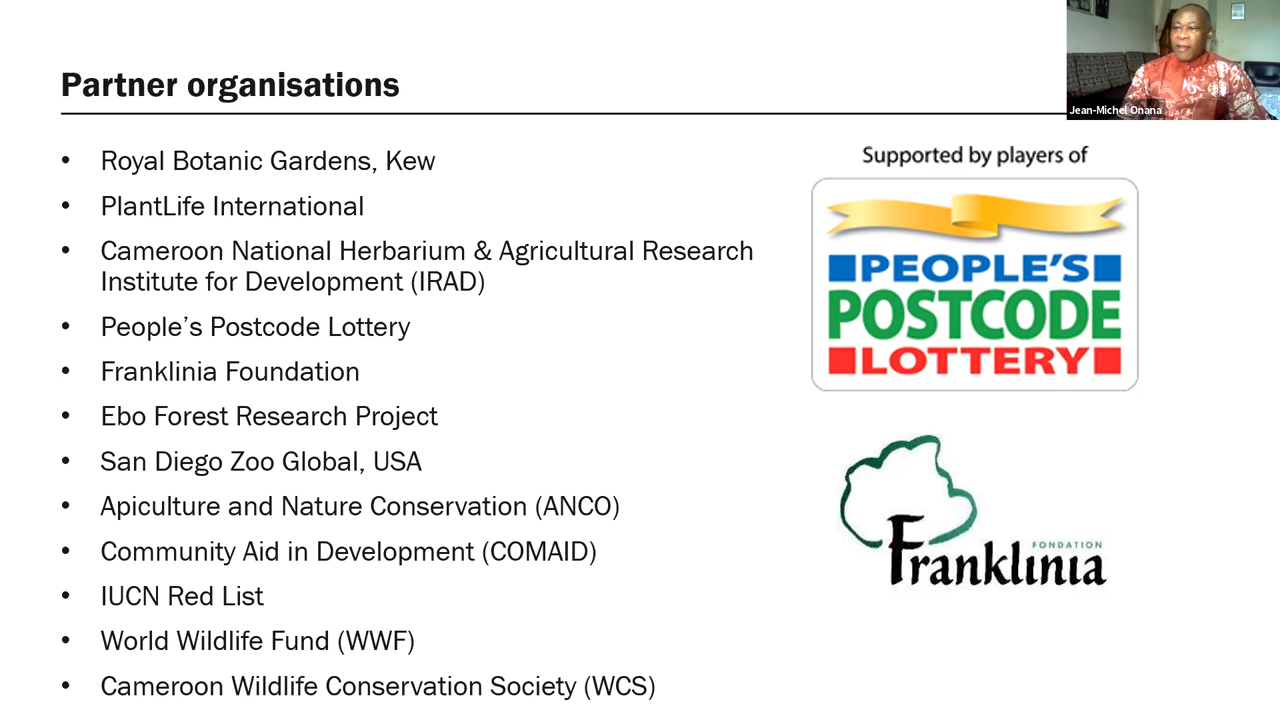 Partner organisations
Jean-Michel Onana
• Royal Botanic Gardens, Kew
• PlantLife International
• Cameroon National Herbarium & Agricultural Research
Institute for Development (IRAD)
• People’s Postcode Lottery
• Franklinia Foundation
• Ebo Forest Research Project
• San Diego Zoo Global, USA
• Apiculture and Nature Conservation (ANCO)
• Community Aid in Development (COMAID)
• IUCN Red List
• World Wildlife Fund (WWF)
• Cameroon Wildlife Conservation Society (WCS)
Supported by players of
PEOPLE’S
POSTCODE
LOTTERY
FONDATION
Franklinia